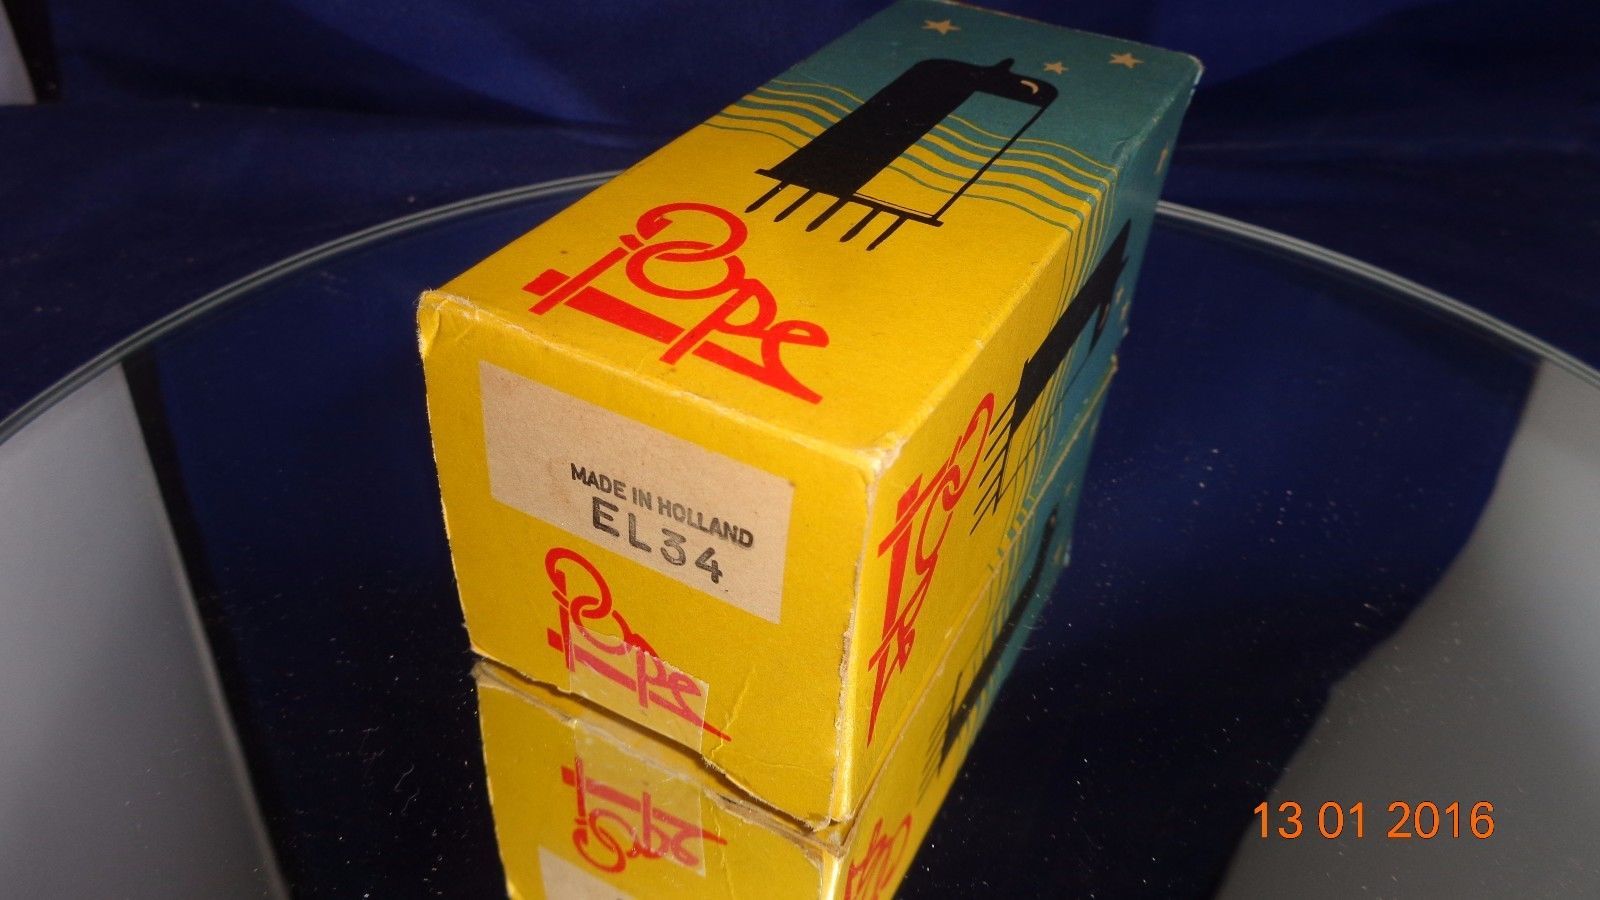 Pope
MADE IN HOLLAND
EL34
Pope
Pope
13 01 2016